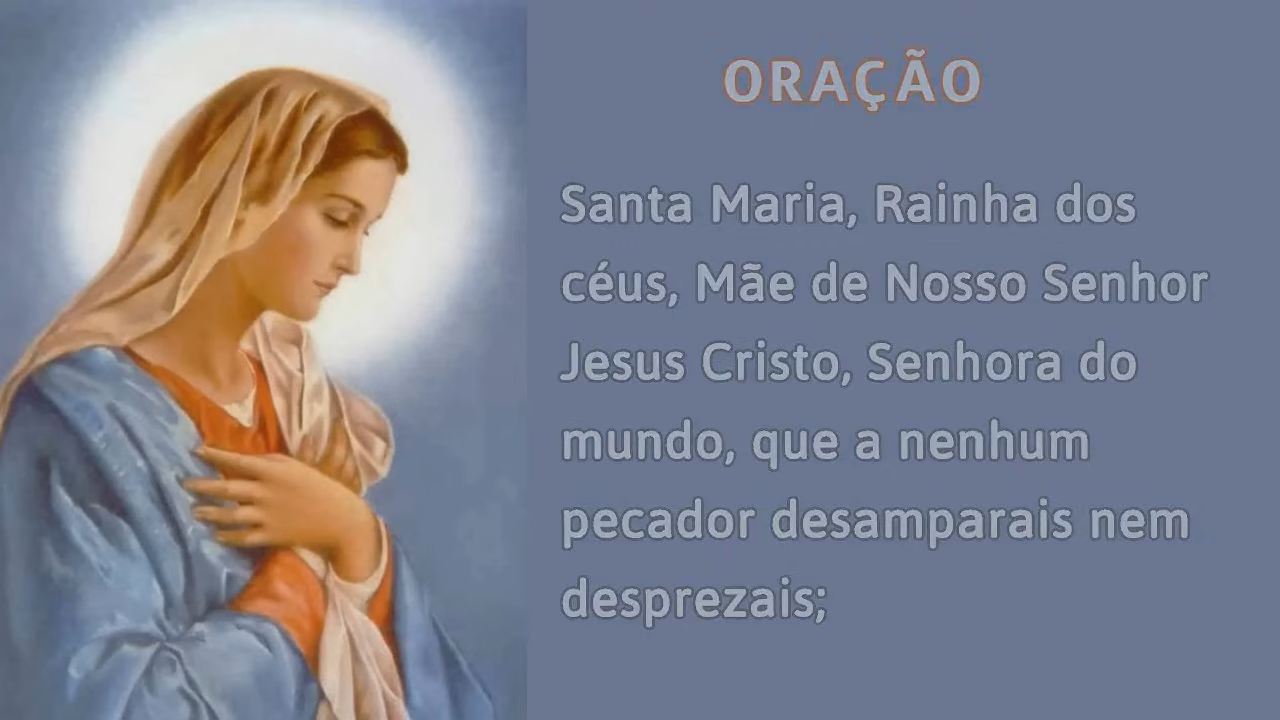 ORAÇÃO
Santa Maria, Rainha dos
céus, Mãe de Nosso Senhor
Jesus Cristo, Senhora do
mundo, que a nenhum
pecador desamparais nem
desprezais;